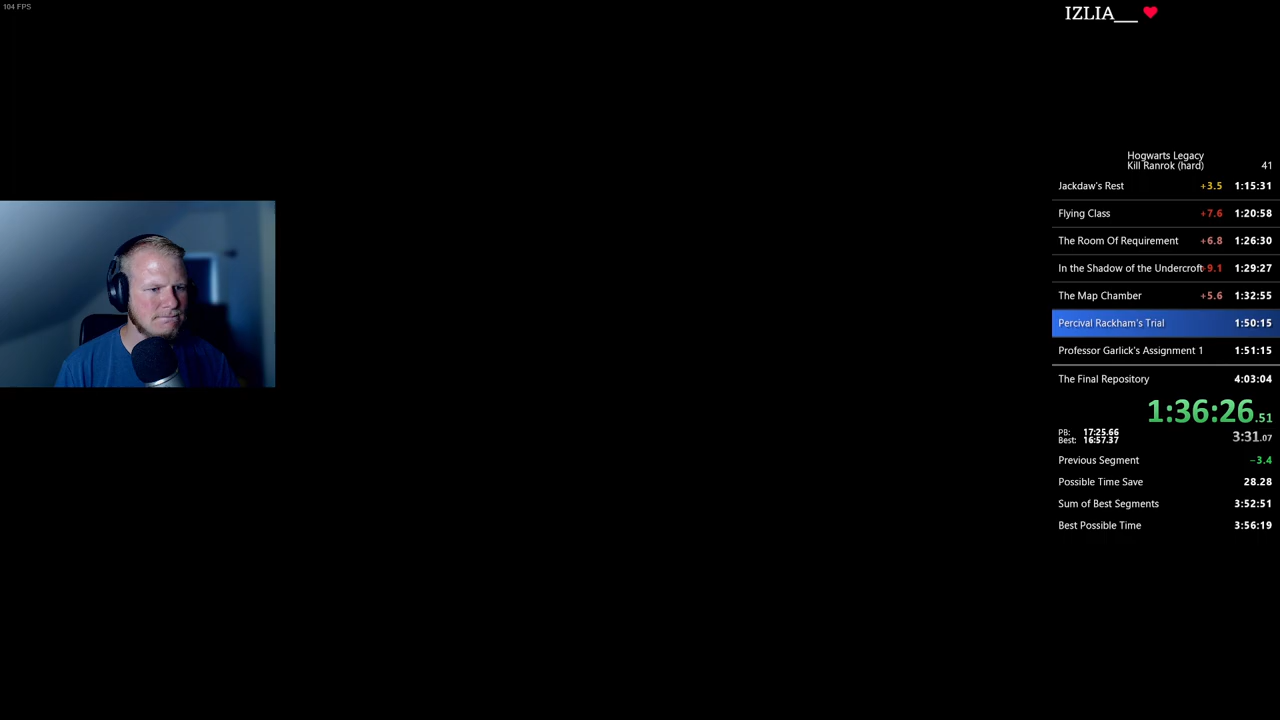 104 FPS
IZLIA__ ❤
Hogwarts Legacy
Kill Ranrok (hard) 41
Jackdaw's Rest +3.5 1:15:31
Flying Class +7.6 1:20:58
The Room Of Requirement +6.8 1:26:30
In the Shadow of the Undercroft +9.1 1:29:27
The Map Chamber +5.6 1:32:55
Percival Rackham's Trial 1:50:15
Professor Garlick's Assignment 1 1:51:15
The Final Repository 4:03:04
1:36:26.51
PB: 17:25.66
Best: 16:57.37 3:31.07
Previous Segment −3.4
Possible Time Save 28.28
Sum of Best Segments 3:52:51
Best Possible Time 3:56:19